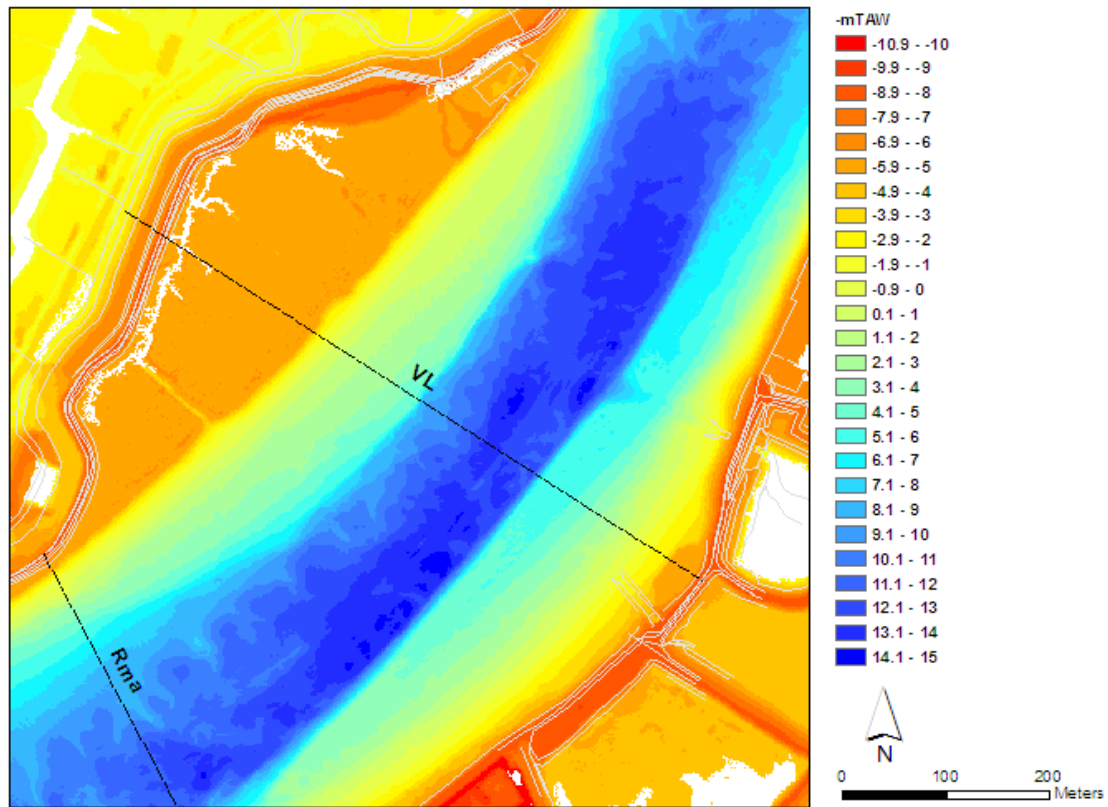 -mTAW
-10.9 - -10
-9.9 - -9
-8.9 - -8
-7.9 - -7
-6.9 - -6
-5.9 - -5
-4.9 - -4
-3.9 - -3
-2.9 - -2
-1.9 - -1
-0.9 - 0
0.1 - 1
1.1 - 2
2.1 - 3
3.1 - 4
4.1 - 5
5.1 - 6
6.1 - 7
7.1 - 8
8.1 - 9
9.1 - 10
10.1 - 11
11.1 - 12
12.1 - 13
13.1 - 14
14.1 - 15
VL
Rma
N
0 100 200
Meters